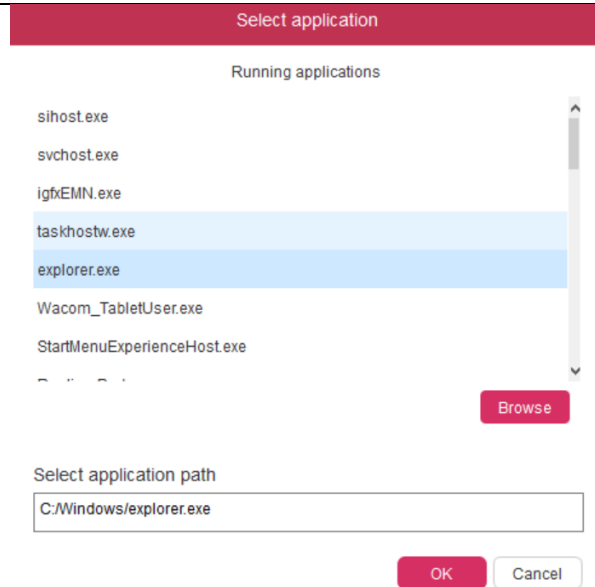 Select application
Running applications
sihost.exe
svchost.exe
igfxEMN.exe
taskhostw.exe
explorer.exe
Wacom_TabletUser.exe
StartMenuExperienceHost.exe
Browse
Select application path
C:/Windows/explorer.exe
OK Cancel